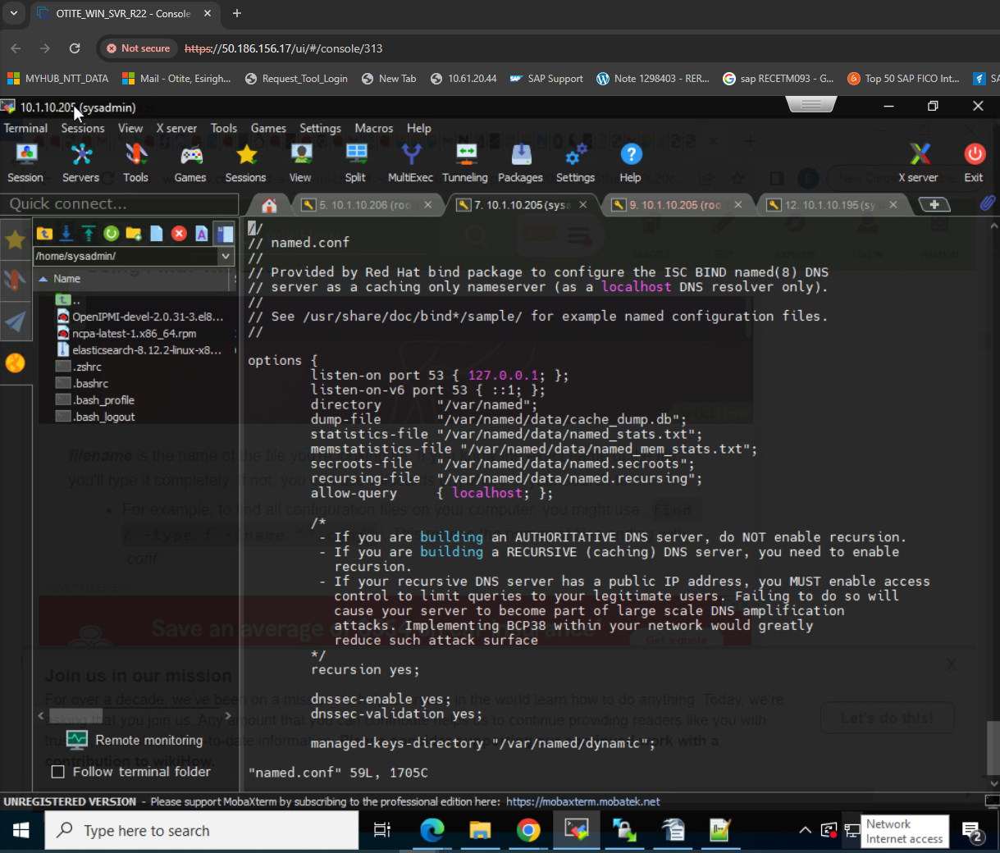 OTITE_WIN_SVR_R22 - Console
Not secure
https://50.186.156.17/ui/#/console/313
MYHUB_NTT_DATA
Mail - Otite, Esirigh...
Request_Tool_Login
New Tab
10.61.20.44
SAP Support
Note 1298403 - RER...
sap RECETM093 - G...
Top 50 SAP FICO Int...
SA
10.1.10.205 (sysadmin)
Terminal Sessions View X server Tools Games Settings Macros Help
Session Servers Tools Games Sessions View Split MultiExec Tunneling Packages Settings Help X server Exit
Quick connect...
5. 10.1.10.206 (roo
7. 10.1.10.205 (sysa
9. 10.1.10.205 (roo
12. 10.1.10.195 (sy
/home/sysadmin/
Name
..
OpenIPMI-devel-2.0.31-3.el8...
ncpa-latest-1.x86_64.rpm
elasticsearch-8.12.2-linux-x8...
.zshrc
.bashrc
.bash_profile
.bash_logout
Remote monitoring
Follow terminal folder
//
// named.conf
//
// Provided by Red Hat bind package to configure the ISC BIND named(8) DNS
// server as a caching only nameserver (as a localhost DNS resolver only).
//
// See /usr/share/doc/bind*/sample/ for example named configuration files.
//
options {
listen-on port 53 { 127.0.0.1; };
listen-on-v6 port 53 { ::1; };
directory "/var/named";
dump-file "/var/named/data/cache_dump.db";
statistics-file "/var/named/data/named_stats.txt";
memstatistics-file "/var/named/data/named_mem_stats.txt";
secroots-file "/var/named/data/named.secroots";
recursing-file "/var/named/data/named.recursing";
allow-query { localhost; };
/*
- If you are building an AUTHORITATIVE DNS server, do NOT enable recursion.
- If you are building a RECURSIVE (caching) DNS server, you need to enable
recursion.
- If your recursive DNS server has a public IP address, you MUST enable access
control to limit queries to your legitimate users. Failing to do so will
cause your server to become part of large scale DNS amplification
attacks. Implementing BCP38 within your network would greatly
reduce such attack surface
*/
recursion yes;
dnssec-enable yes;
dnssec-validation yes;
managed-keys-directory "/var/named/dynamic";
"named.conf" 59L, 1705C
UNREGISTERED VERSION - Please support MobaXterm by subscribing to the professional edition here: https://mobaxterm.mobatek.net
Type here to search
Network
Internet access
2